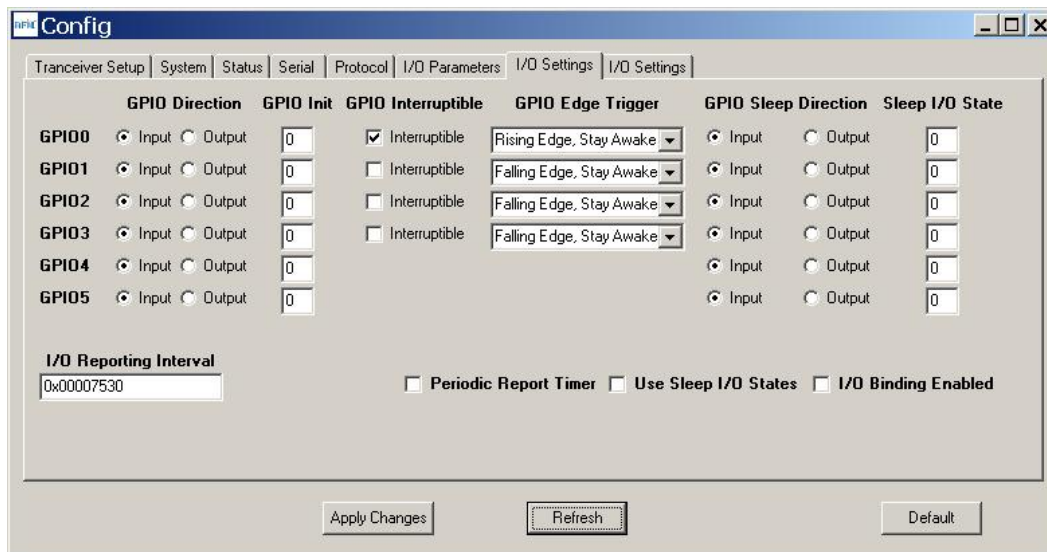 RFM Config
Tranceiver Setup System Status Serial Protocol I/O Parameters I/O Settings I/O Settings
GPIO Direction GPIO Init GPIO Interruptible GPIO Edge Trigger GPIO Sleep Direction Sleep I/O State
GPIO0 Input Output 0 Interruptible Rising Edge, Stay Awake Input Output 0
GPIO1 Input Output 0 Interruptible Falling Edge, Stay Awake Input Output 0
GPIO2 Input Output 0 Interruptible Falling Edge, Stay Awake Input Output 0
GPIO3 Input Output 0 Interruptible Falling Edge, Stay Awake Input Output 0
GPIO4 Input Output 0 Input Output 0
GPIO5 Input Output 0 Input Output 0
I/O Reporting Interval
0x00007530 Periodic Report Timer Use Sleep I/O States I/O Binding Enabled
Apply Changes Refresh Default